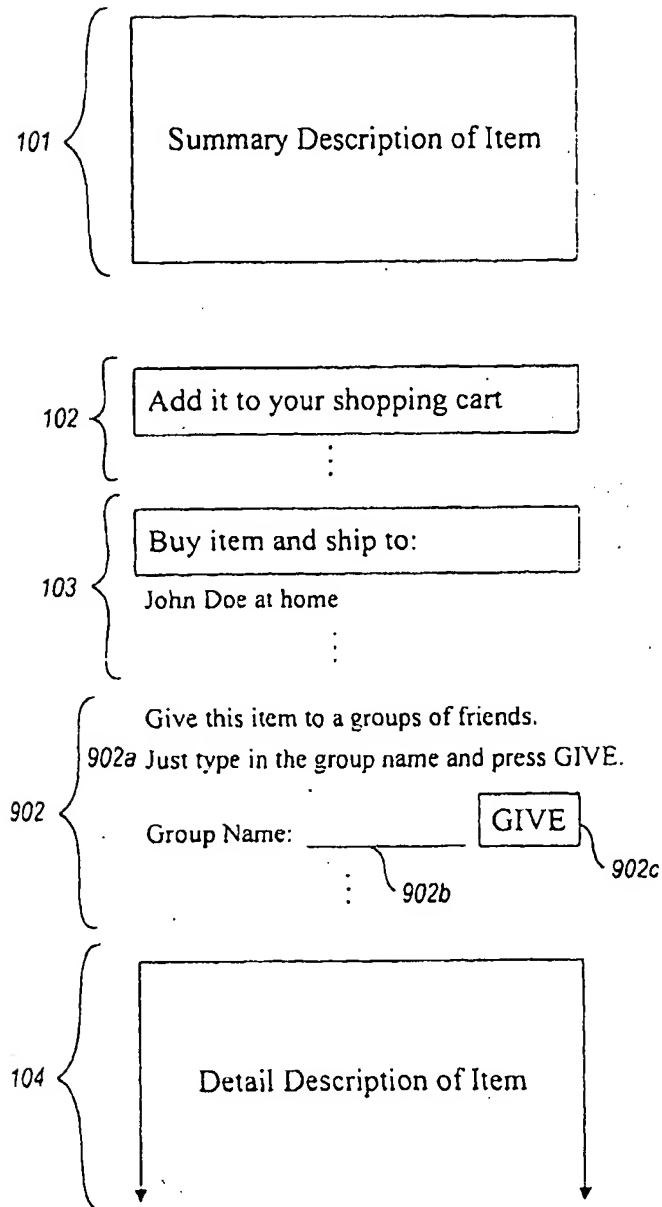 101
Summary Description of Item
102
Add it to your shopping cart
103
Buy item and ship to:
John Doe at home
902
Give this item to a groups of friends.
902a Just type in the group name and press GIVE.
Group Name: GIVE
902b
902c
104
Detail Description of Item